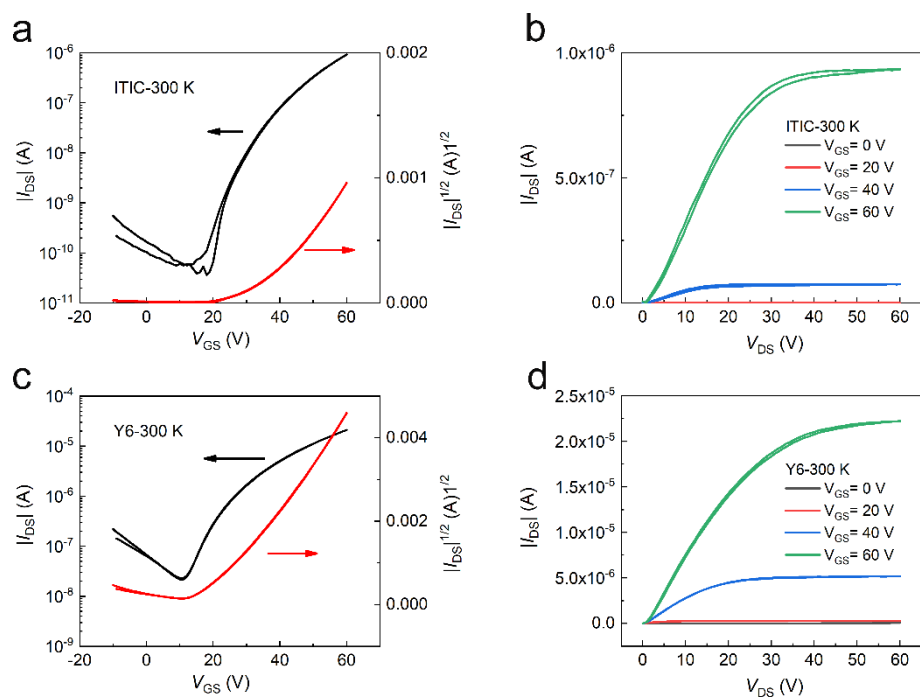 a
10⁻⁶
10⁻⁷
10⁻⁸
10⁻⁹
10⁻¹⁰
10⁻¹¹
|I_DS| (A)
ITIC-300 K
0.002
0.001
0.000
|I_DS|^1/2 (A)1/2
0 20 40 60
V_GS (V)
b
1.0x10⁻⁶
5.0x10⁻⁷
0.0
|I_DS| (A)
ITIC-300 K
V_GS= 0 V
V_GS= 20 V
V_GS= 40 V
V_GS= 60 V
0 10 20 30 40 50 60
V_DS (V)
c
10⁻⁴
10⁻⁵
10⁻⁶
10⁻⁷
10⁻⁸
10⁻⁹
|I_DS| (A)
Y6-300 K
0.004
0.002
0.000
|I_DS|^1/2 (A)1/2
-20 0 20 40 60
V_GS (V)
d
2.5x10⁻⁵
2.0x10⁻⁵
1.5x10⁻⁵
1.0x10⁻⁵
5.0x10⁻⁶
0.0
|I_DS| (A)
Y6-300 K
V_GS= 0 V
V_GS= 20 V
V_GS= 40 V
V_GS= 60 V
0 10 20 30 40 50 60
V_DS (V)